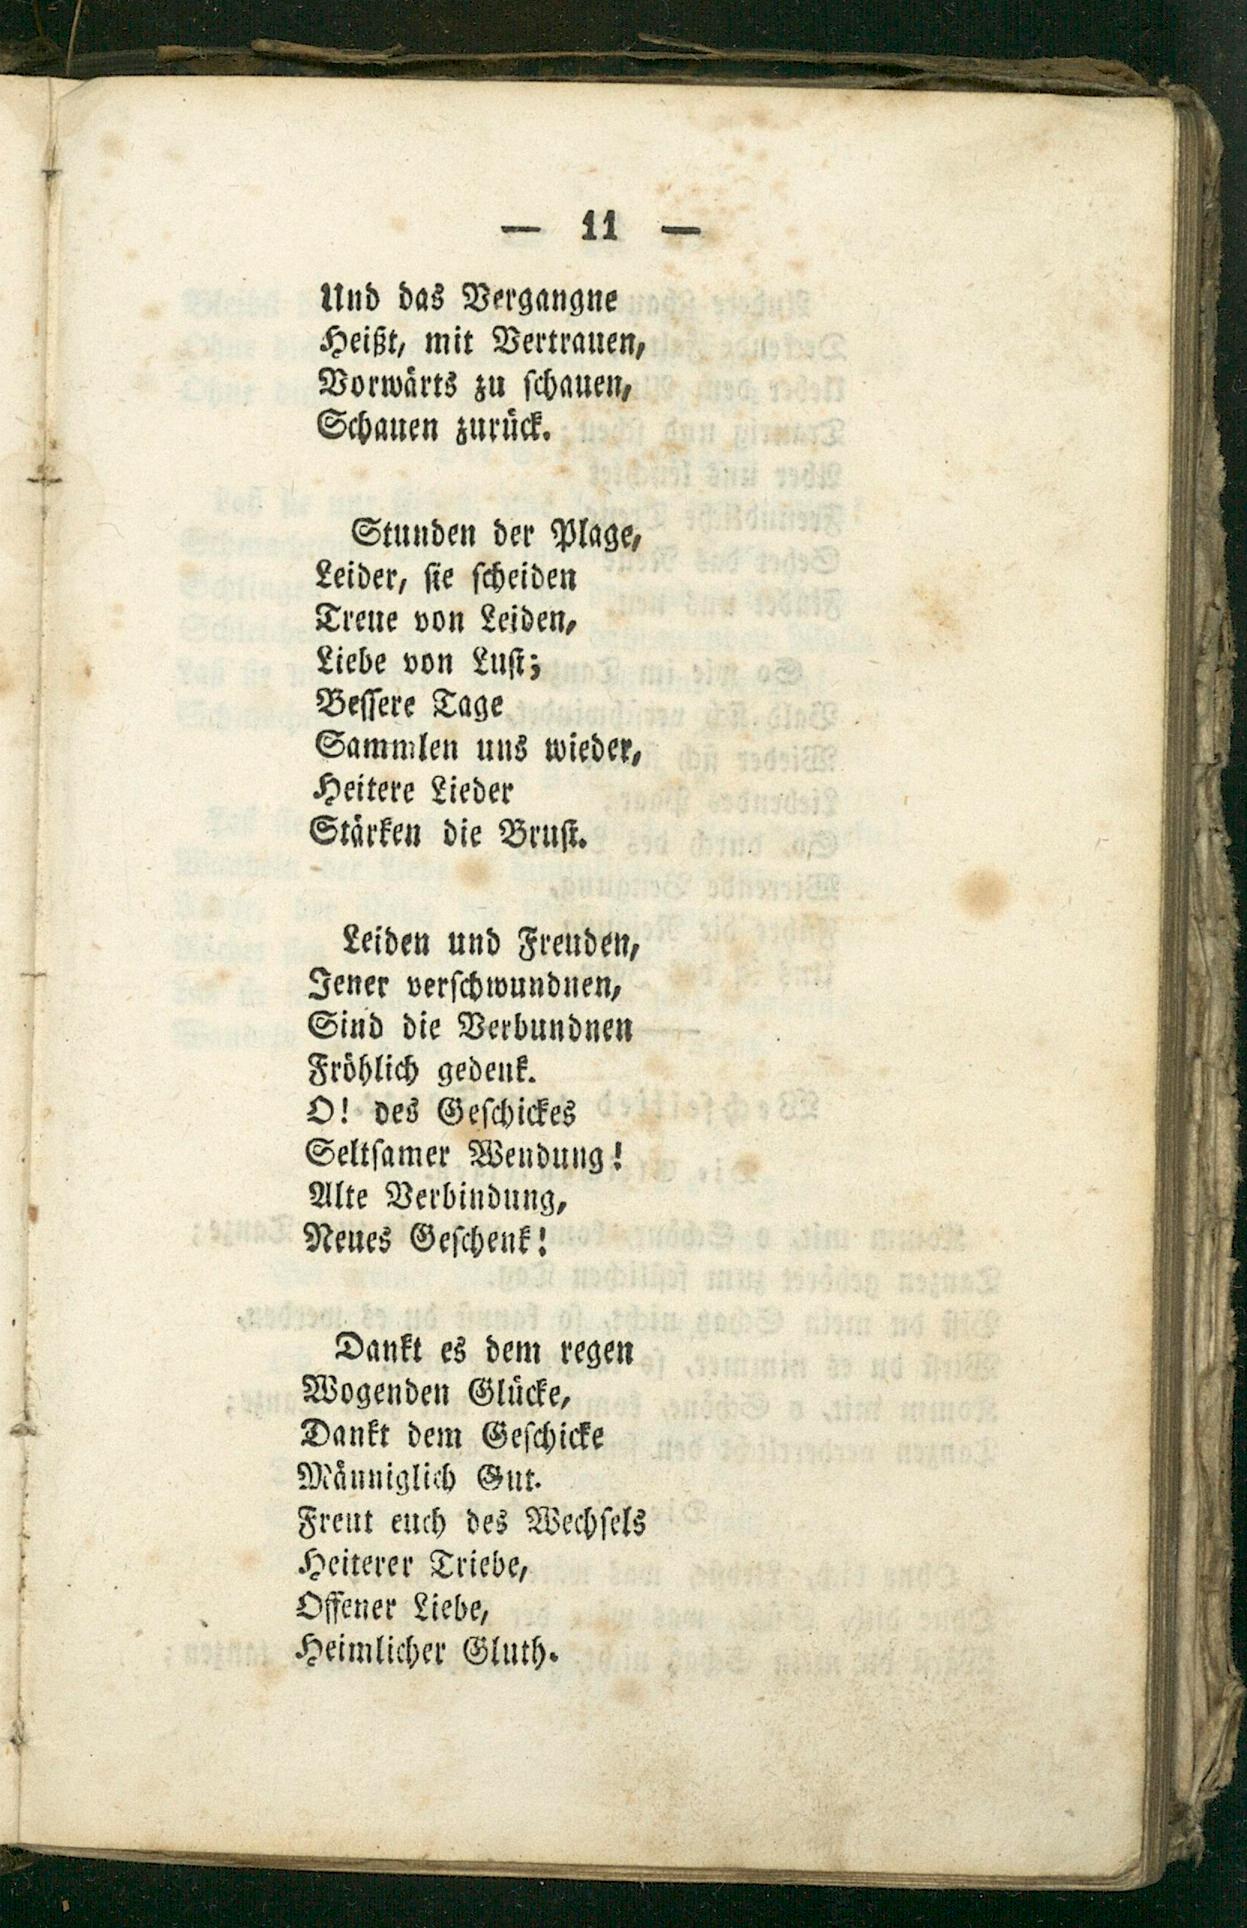 — 11 —
Und das Vergangne
Heißt, mit Vertrauen,
Vorwärts zu schauen,
Schauen zurück.
Stunden der Plage,
Leider, sie scheiden
Treue von Leiden,
Liebe von Lust;
Bessere Tage
Sammlen uns wieder,
Heitere Lieder
Stärken die Brust.
Leiden und Freuden,
Jener verschwundnen,
Sind die Verbundnen
Fröhlich gedenk.
O! des Geschickes
Seltsamer Wendung!
Alte Verbindung,
Neues Geschenk!
Dankt es dem regen
Wogenden Glücke,
Dankt dem Geschicke
Männiglich Gut.
Freut euch des Wechsels
Heiterer Triebe,
Offener Liebe,
Heimlicher Gluth.